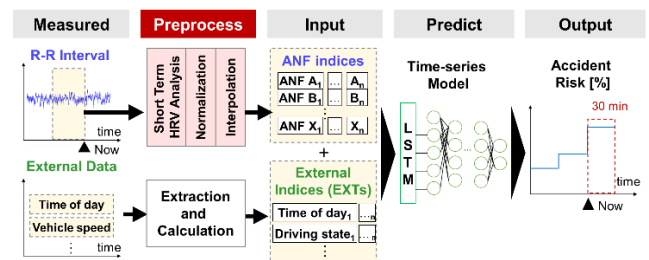 Measured
Preprocess
Input
Predict
Output
R-R Interval
time
Now
External Data
Time of day
Vehicle speed
⋮
time
Short Term
HRV Analysis
Normalization
Interpolation
Extraction
and
Calculation
ANF indices
ANF A1 ... An
ANF B1 ... Bn
⋮
ANF X1 ... Xn
+
External
Indices (EXTs)
Time of day1 ...n
Driving state1 ...n
⋮
Time-series
Model
LSTM
...
Accident
Risk [%]
30 min
time
Now